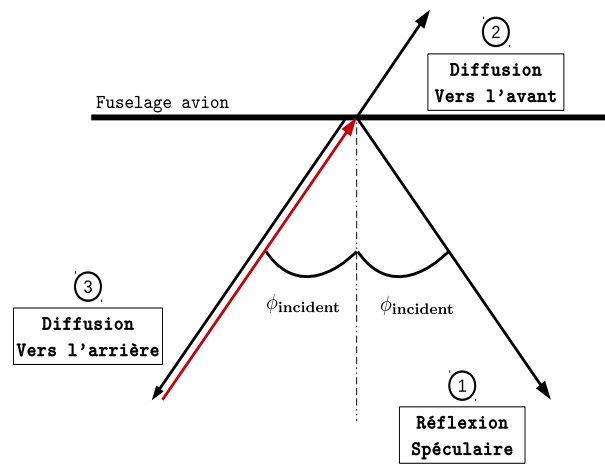 2
Diffusion
Vers l'avant
Fuselage avion
ϕincident
ϕincident
3
Diffusion
Vers l'arrière
1
Réflexion
Spéculaire